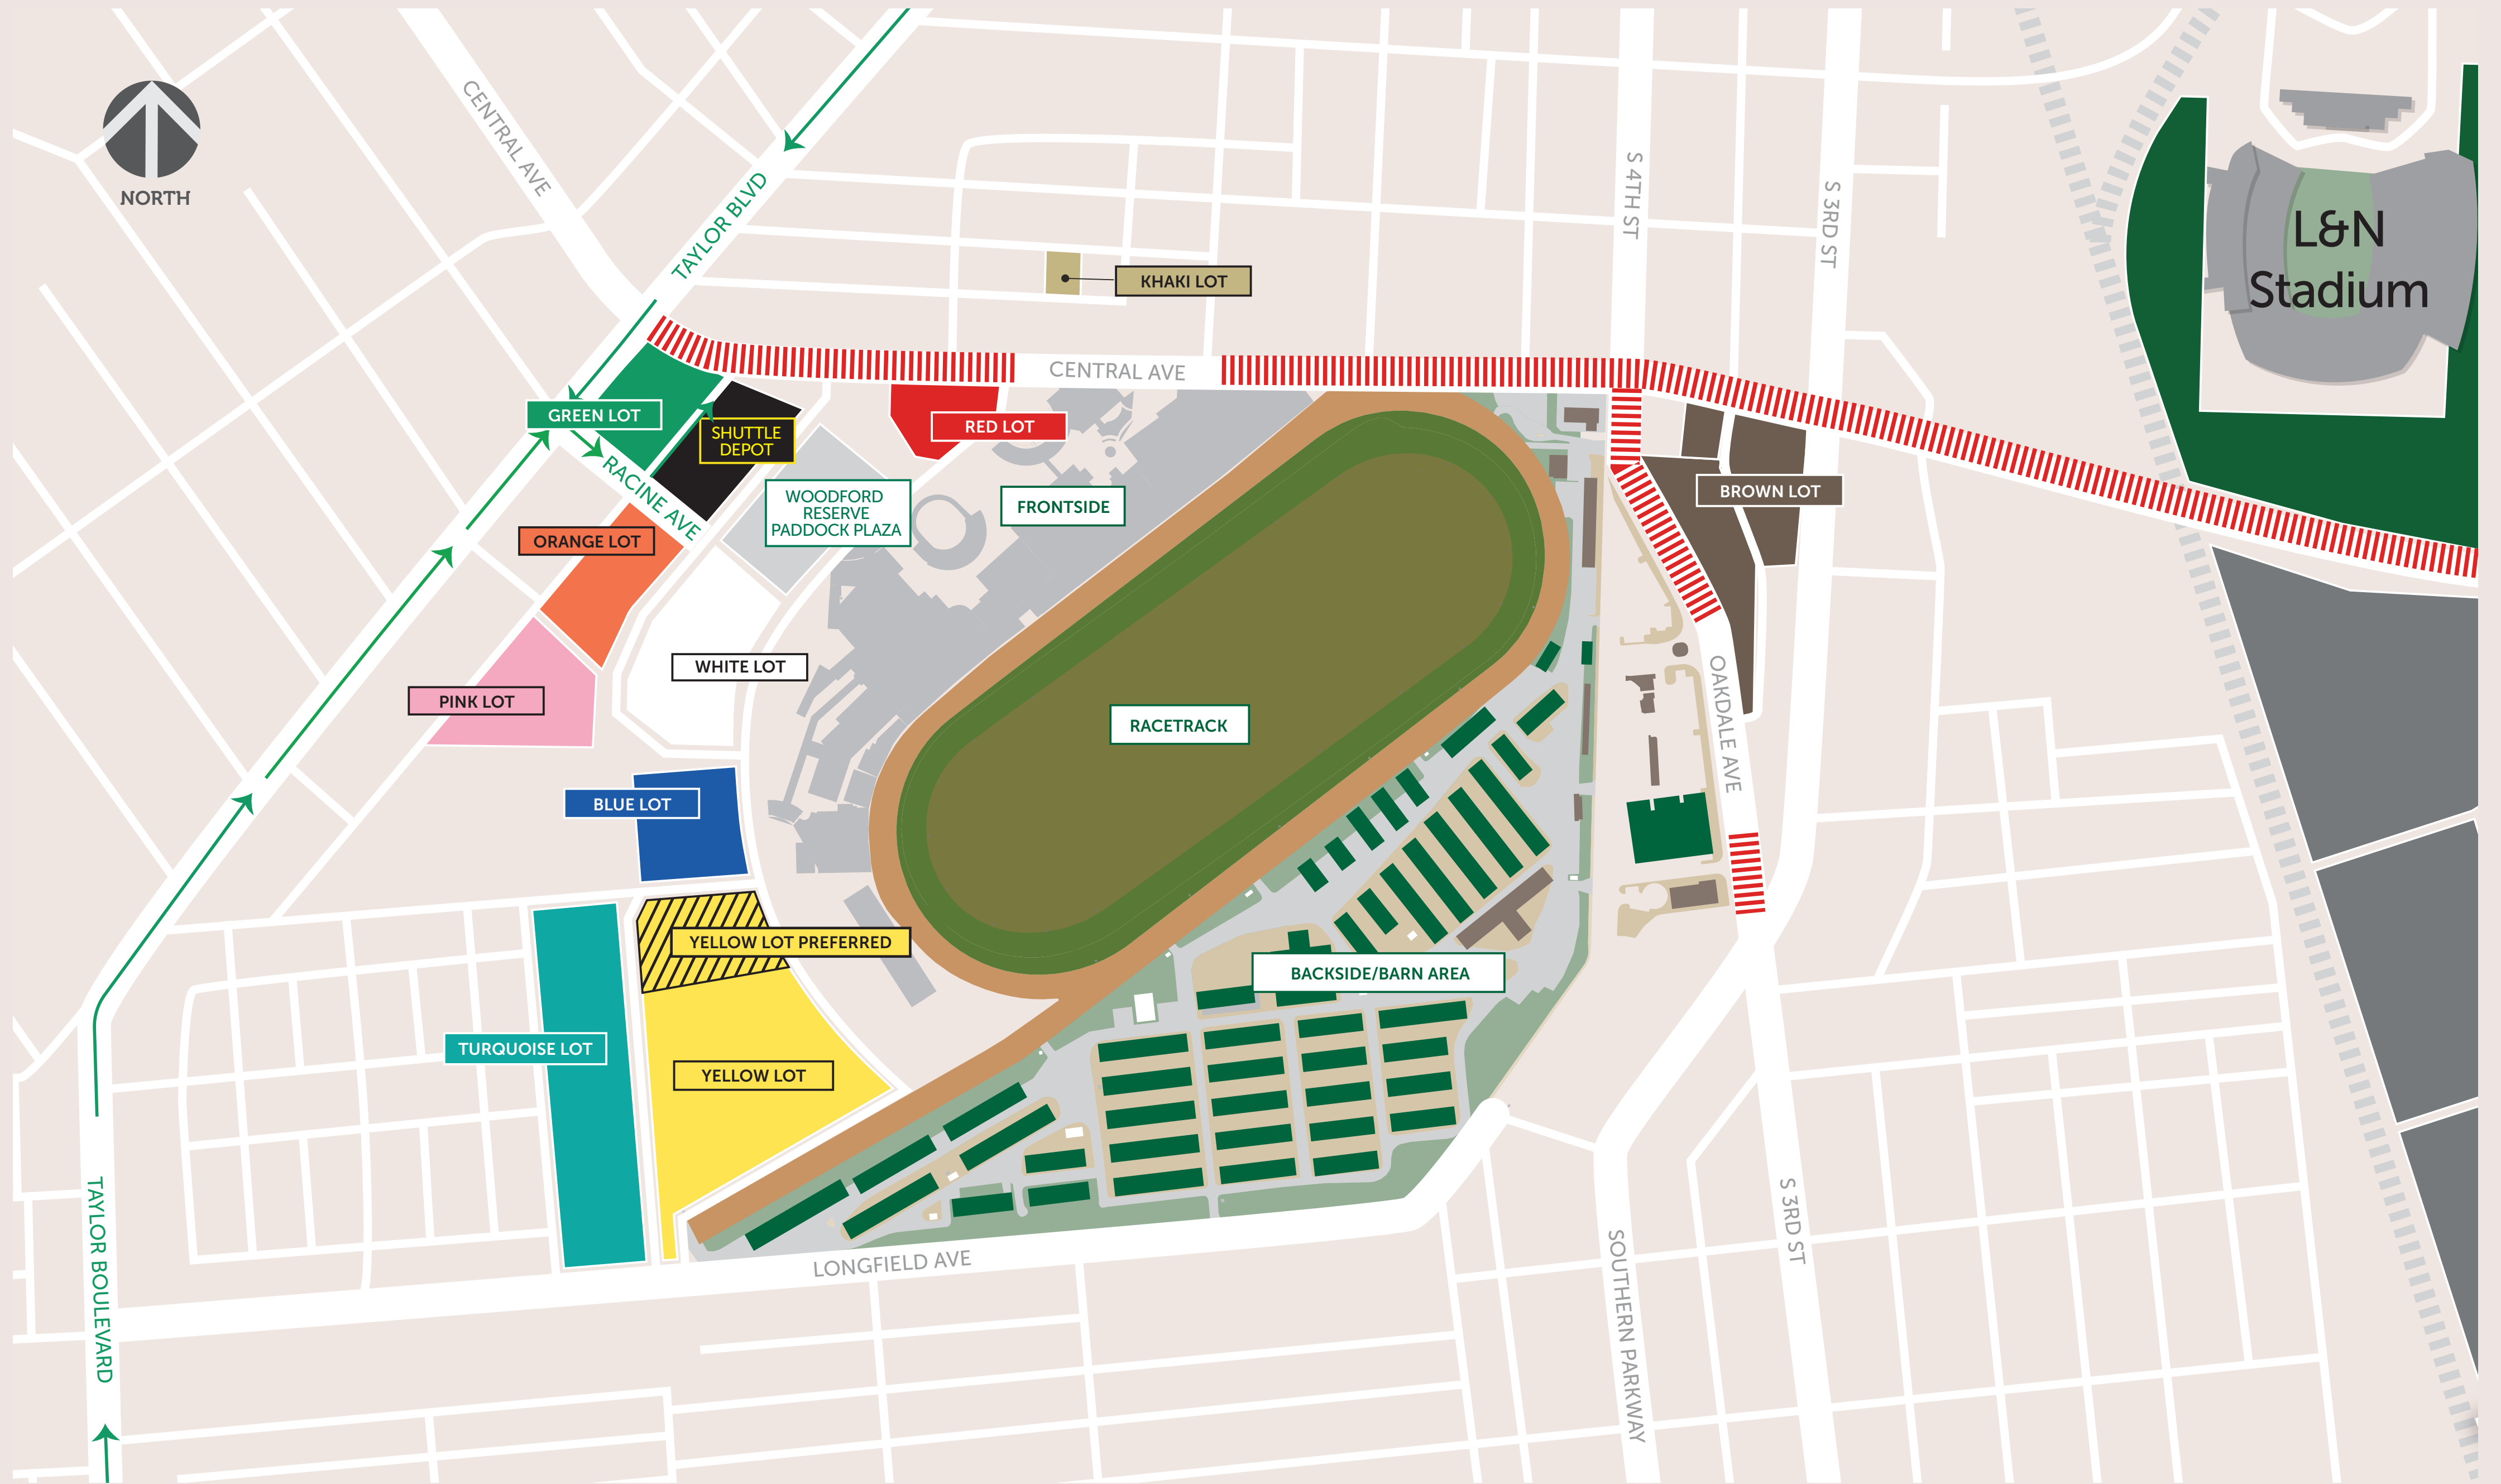 NORTH
CENTRAL AVE
TAYLOR BLVD
S 4TH ST
S 3RD ST
L&N
Stadium
KHAKI LOT
CENTRAL AVE
GREEN LOT
SHUTTLE
DEPOT
RED LOT
RACINE AVE
WOODFORD
RESERVE
PADDOCK PLAZA
FRONTSIDE
BROWN LOT
ORANGE LOT
WHITE LOT
PINK LOT
RACETRACK
OAKDALE AVE
BLUE LOT
YELLOW LOT PREFERRED
BACKSIDE/BARN AREA
TURQUOISE LOT
YELLOW LOT
TAYLOR BOULEVARD
LONGFIELD AVE
SOUTHERN PARKWAY
S 3RD ST